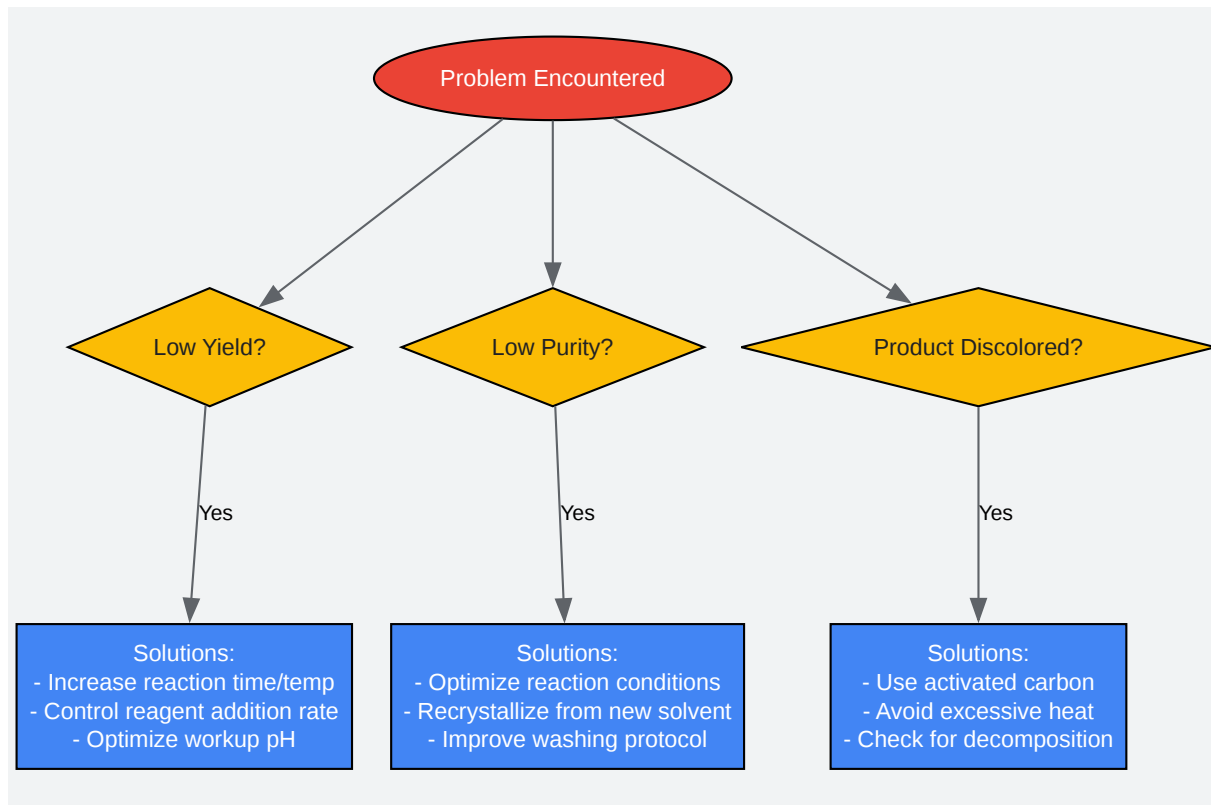 Problem Encountered
Low Yield?
Low Purity?
Product Discolored?
Yes
Yes
Yes
Solutions:
- Increase reaction time/temp
- Control reagent addition rate
- Optimize workup pH
Solutions:
- Optimize reaction conditions
- Recrystallize from new solvent
- Improve washing protocol
Solutions:
- Use activated carbon
- Avoid excessive heat
- Check for decomposition